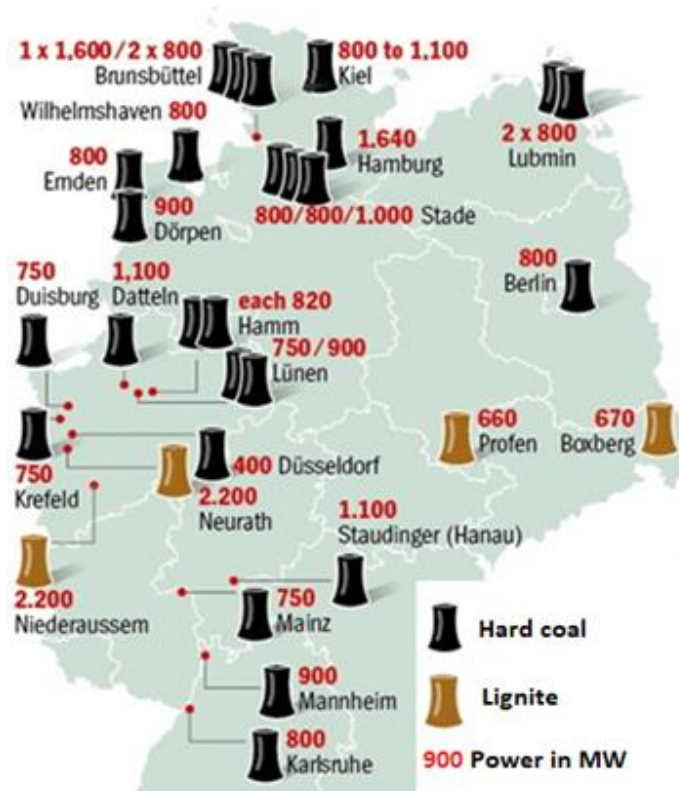 1 x 1,600/2 x 800
Brunsbüttel
800 to 1,100
Kiel
Wilhelmshaven 800
800
Emden
1.640
Hamburg
2 x 800
Lubmin
900
Dörpen
800/800/1.000 Stade
750
Duisburg
1,100
Datteln
each 820
Hamm
800
Berlin
750/900
Lünen
660
Profen
670
Boxberg
750
Krefeld
400 Düsseldorf
2.200
Neurath
1.100
Staudinger (Hanau)
2.200
Niederaussem
750
Mainz
Hard coal
900
Mannheim
Lignite
800
Karlsruhe
900 Power in MW